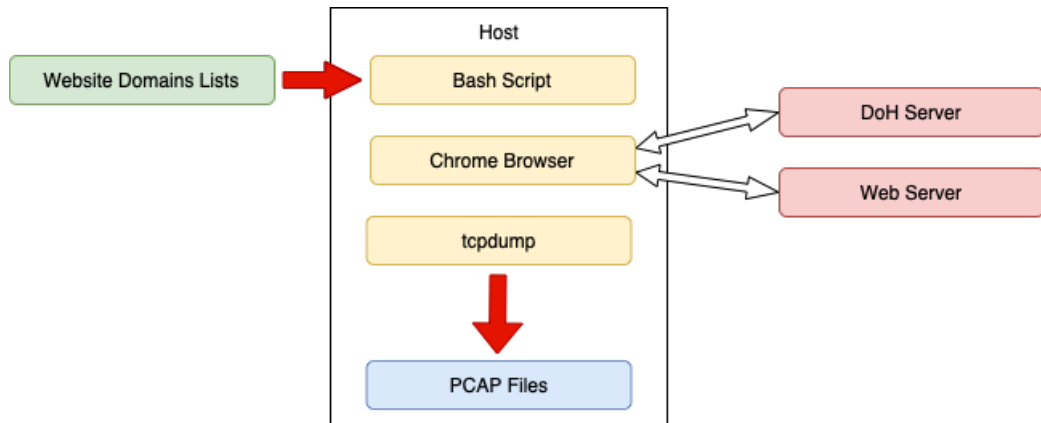 Host
Website Domains Lists
Bash Script
DoH Server
Chrome Browser
Web Server
tcpdump
PCAP Files